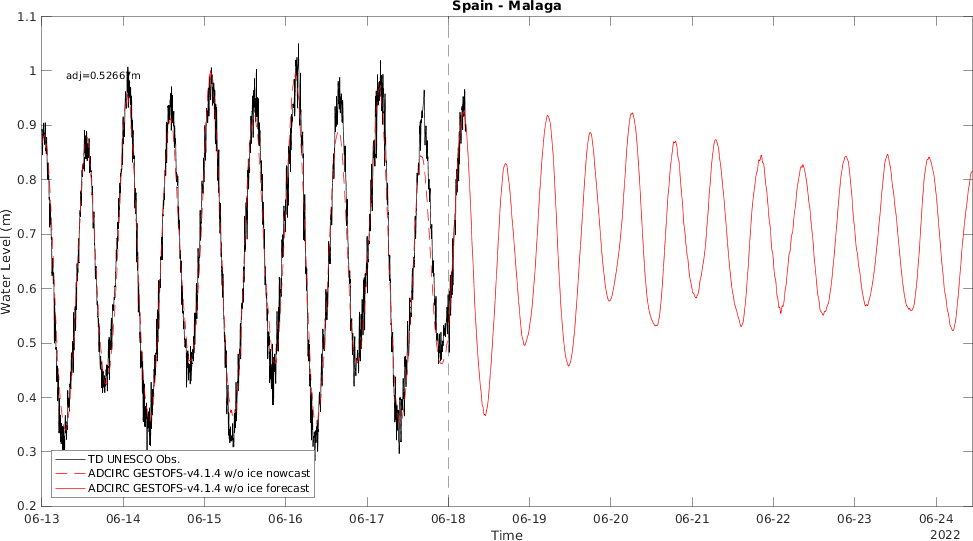 Spain - Malaga
1.1
1
0.9
0.8
0.7
0.6
0.5
0.4
0.3
0.2
Water Level (m)
adj=0.52667m
TD UNESCO Obs.
ADCIRC GESTOFS-v4.1.4 w/o ice nowcast
ADCIRC GESTOFS-v4.1.4 w/o ice forecast
06-13 06-14 06-15 06-16 06-17 06-18 06-19 06-20 06-21 06-22 06-23 06-24
2022
Time